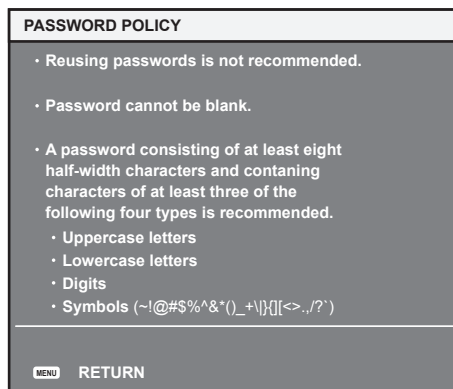 PASSWORD POLICY
・Reusing passwords is not recommended.
・Password cannot be blank.
・A password consisting of at least eight
half-width characters and contaning
characters of at least three of the
following four types is recommended.
・Uppercase letters
・Lowercase letters
・Digits
・Symbols (~!@#$%^&*()_+\|}{][<>.,/?`)
MENU RETURN